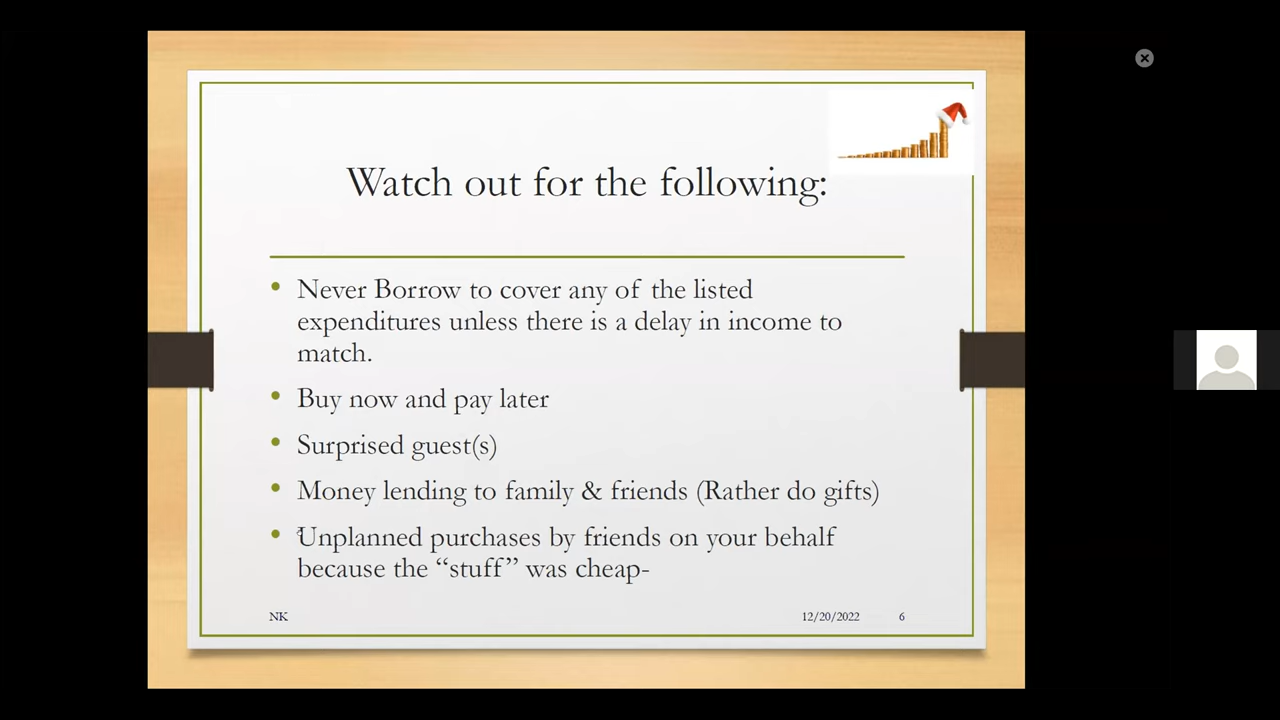 Watch out for the following:
• Never Borrow to cover any of the listed
expenditures unless there is a delay in income to
match.
• Buy now and pay later
• Surprised guest(s)
• Money lending to family & friends (Rather do gifts)
• Unplanned purchases by friends on your behalf
because the “stuff” was cheap-
NK 12/20/2022 6